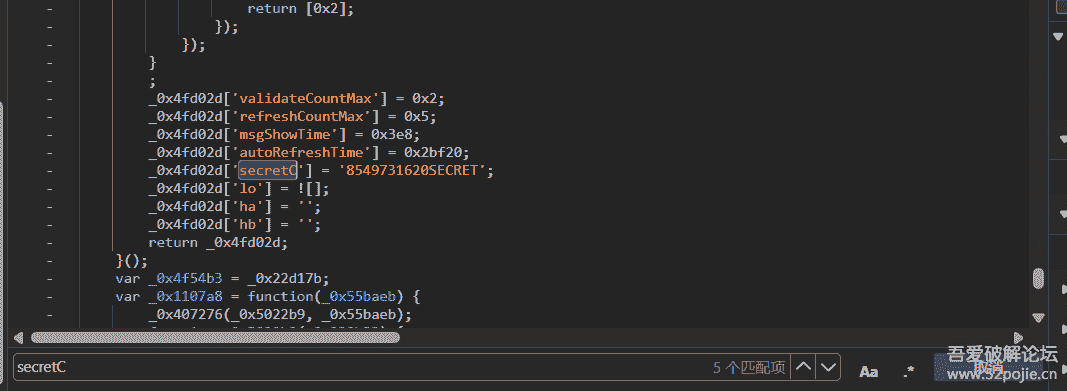 return [0x2];
});
});
}
;
_0x4fd02d['validateCountMax'] = 0x2;
_0x4fd02d['refreshCountMax'] = 0x5;
_0x4fd02d['msgShowTime'] = 0x3e8;
_0x4fd02d['autoRefreshTime'] = 0x2bf20;
_0x4fd02d['secretC'] = '8549731620SECRET';
_0x4fd02d['lo'] = ![];
_0x4fd02d['ha'] = '';
_0x4fd02d['hb'] = '';
return _0x4fd02d;
}();
var _0x4f54b3 = _0x22d17b;
var _0x1107a8 = function(_0x55baeb) {
_0x407276(_0x5022b9, _0x55baeb);
secretC 5 个匹配项 Aa .* 取消
吾爱破解论坛
www.52pojie.cn